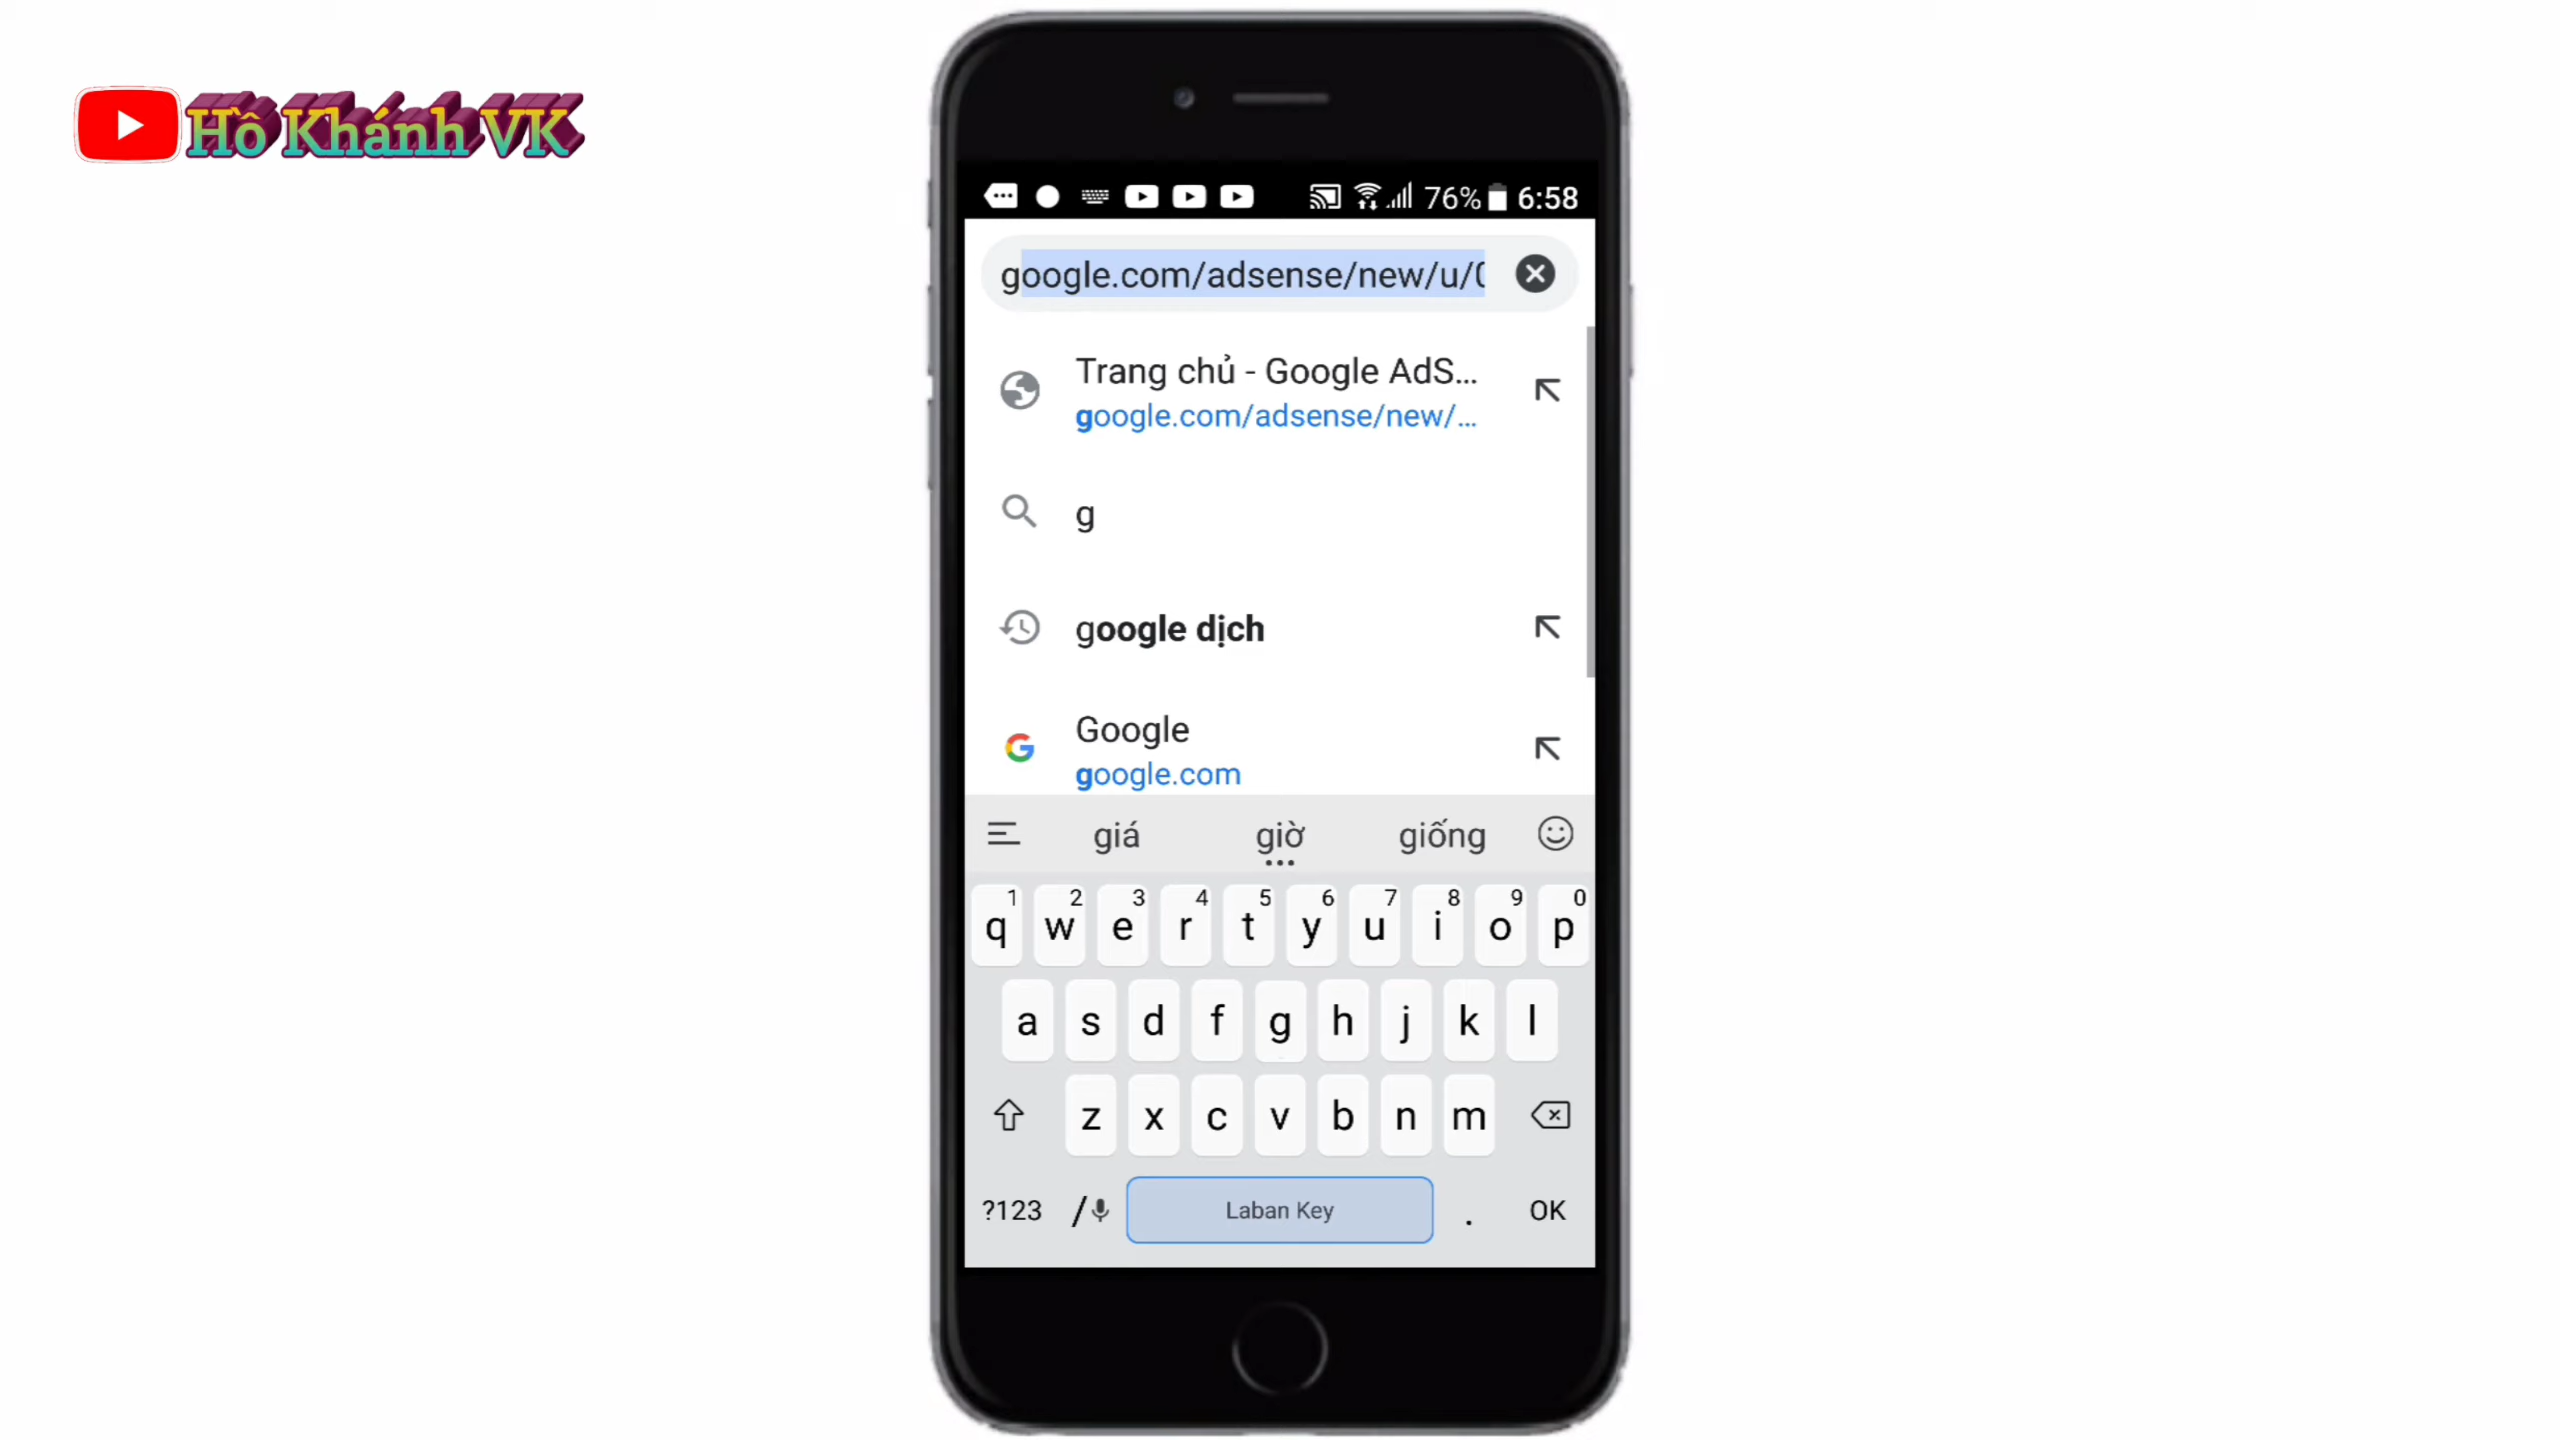 Hồ Khánh VK
76% 6:58
google.com/adsense/new/u/0
Trang chủ - Google AdS...
google.com/adsense/new/...
g
google dịch
Google
google.com
giá giờ giống
1 2 3 4 5 6 7 8 9 0
q w e r t y u i o p
a s d f g h j k l
z x c v b n m
?123 / Laban Key . OK